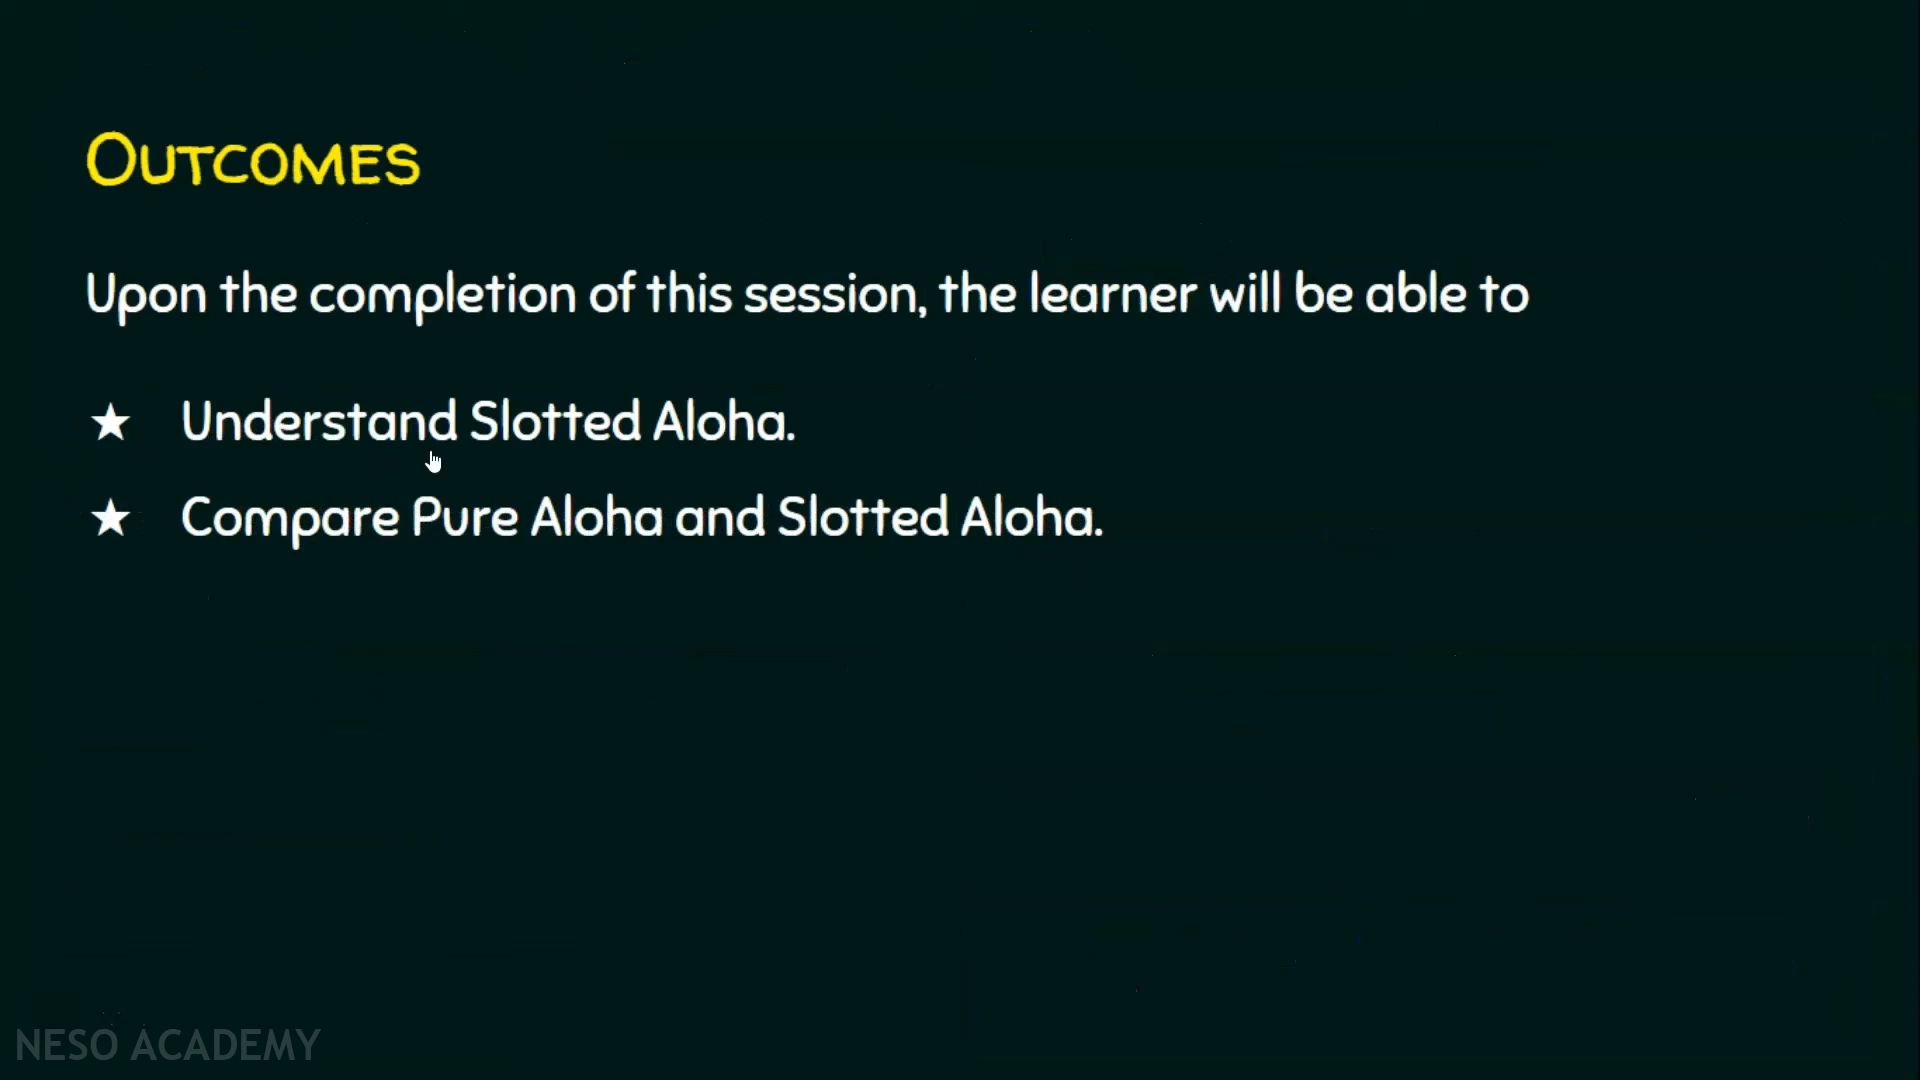 OUTCOMES
Upon the completion of this session, the learner will be able to
★ Understand Slotted Aloha.
★ Compare Pure Aloha and Slotted Aloha.
NESO ACADEMY